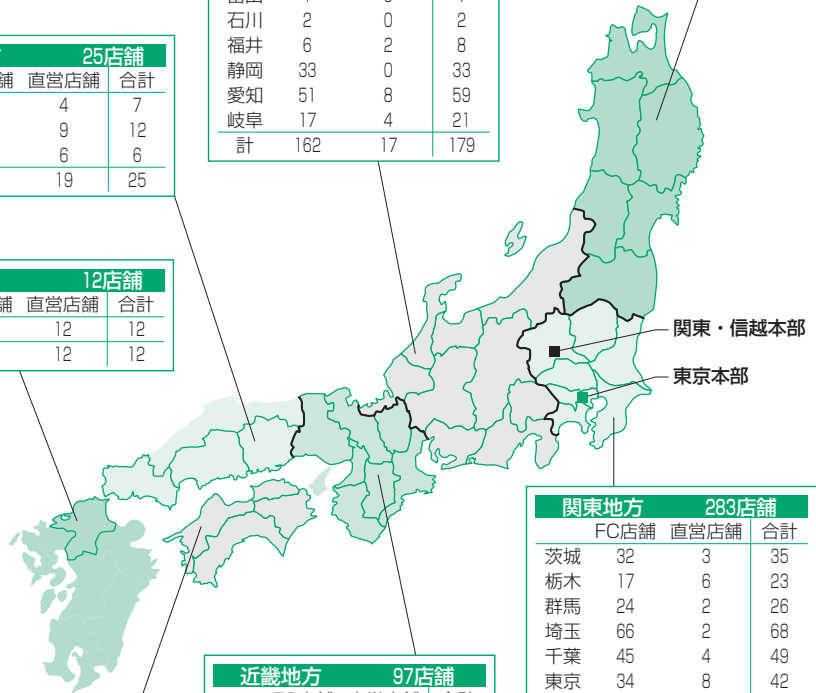 石川 2 0 2
福井 6 2 8
静岡 33 0 33
愛知 51 8 59
岐阜 17 4 21
計 162 17 179
25店舗
舗 直営店舗 合計
4 7
9 12
6 6
19 25
12店舗
舗 直営店舗 合計
12 12
12 12
関東・信越本部
東京本部
関東地方 283店舗
FC店舗 直営店舗 合計
茨城 32 3 35
栃木 17 6 23
群馬 24 2 26
埼玉 66 2 68
千葉 45 4 49
東京 34 8 42
近畿地方 97店舗